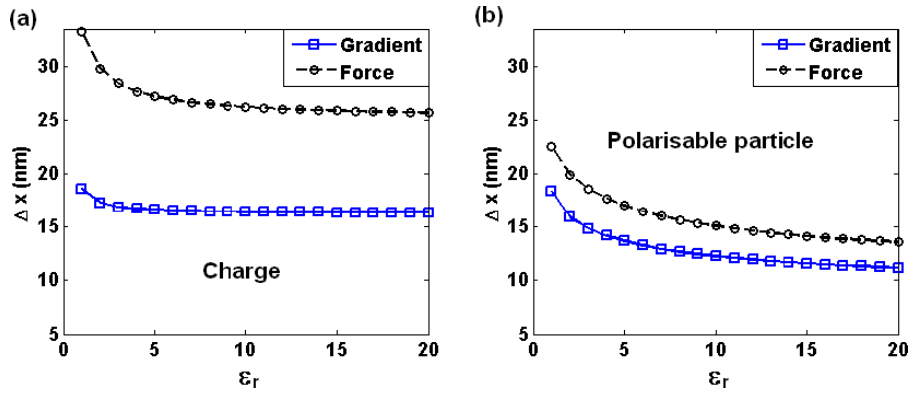 (a)
Gradient
Force
30
25
20
15
10
5
Δ x (nm)
Charge
0
5
10
15
20
εr
(b)
Gradient
Force
30
25
20
15
10
5
Δ x (nm)
Polarisable particle
0
5
10
15
20
εr